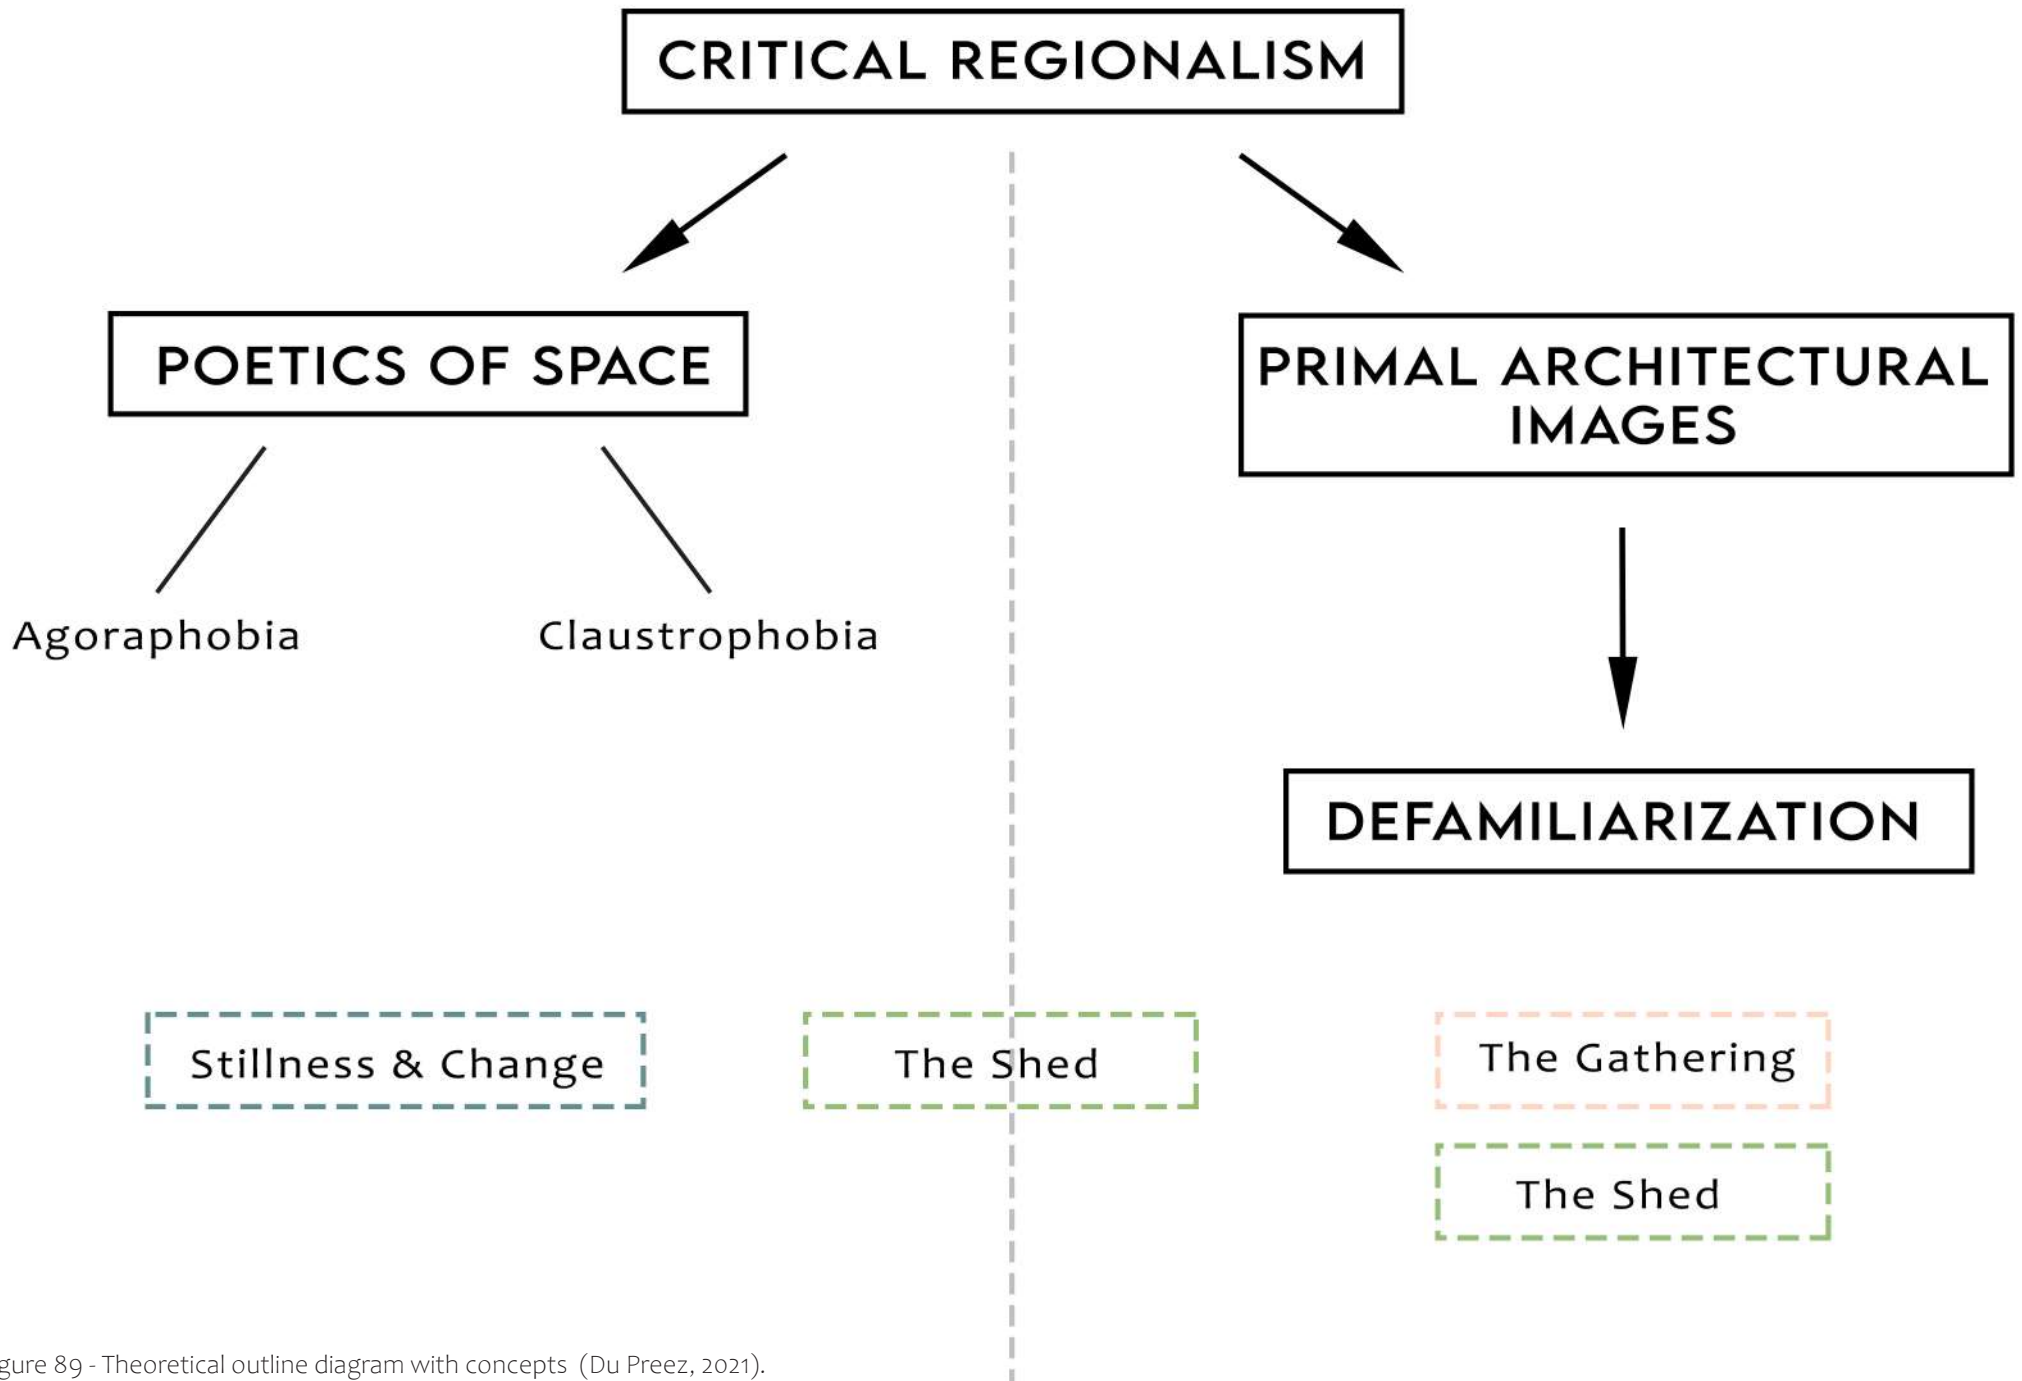 CRITICAL REGIONALISM
POETICS OF SPACE
PRIMAL ARCHITECTURAL
IMAGES
Agoraphobia
Claustrophobia
DEFAMILIARIZATION
Stillness & Change
The Shed
The Gathering
The Shed
gure 89 - Theoretical outline diagram with concepts (Du Preez, 2021).